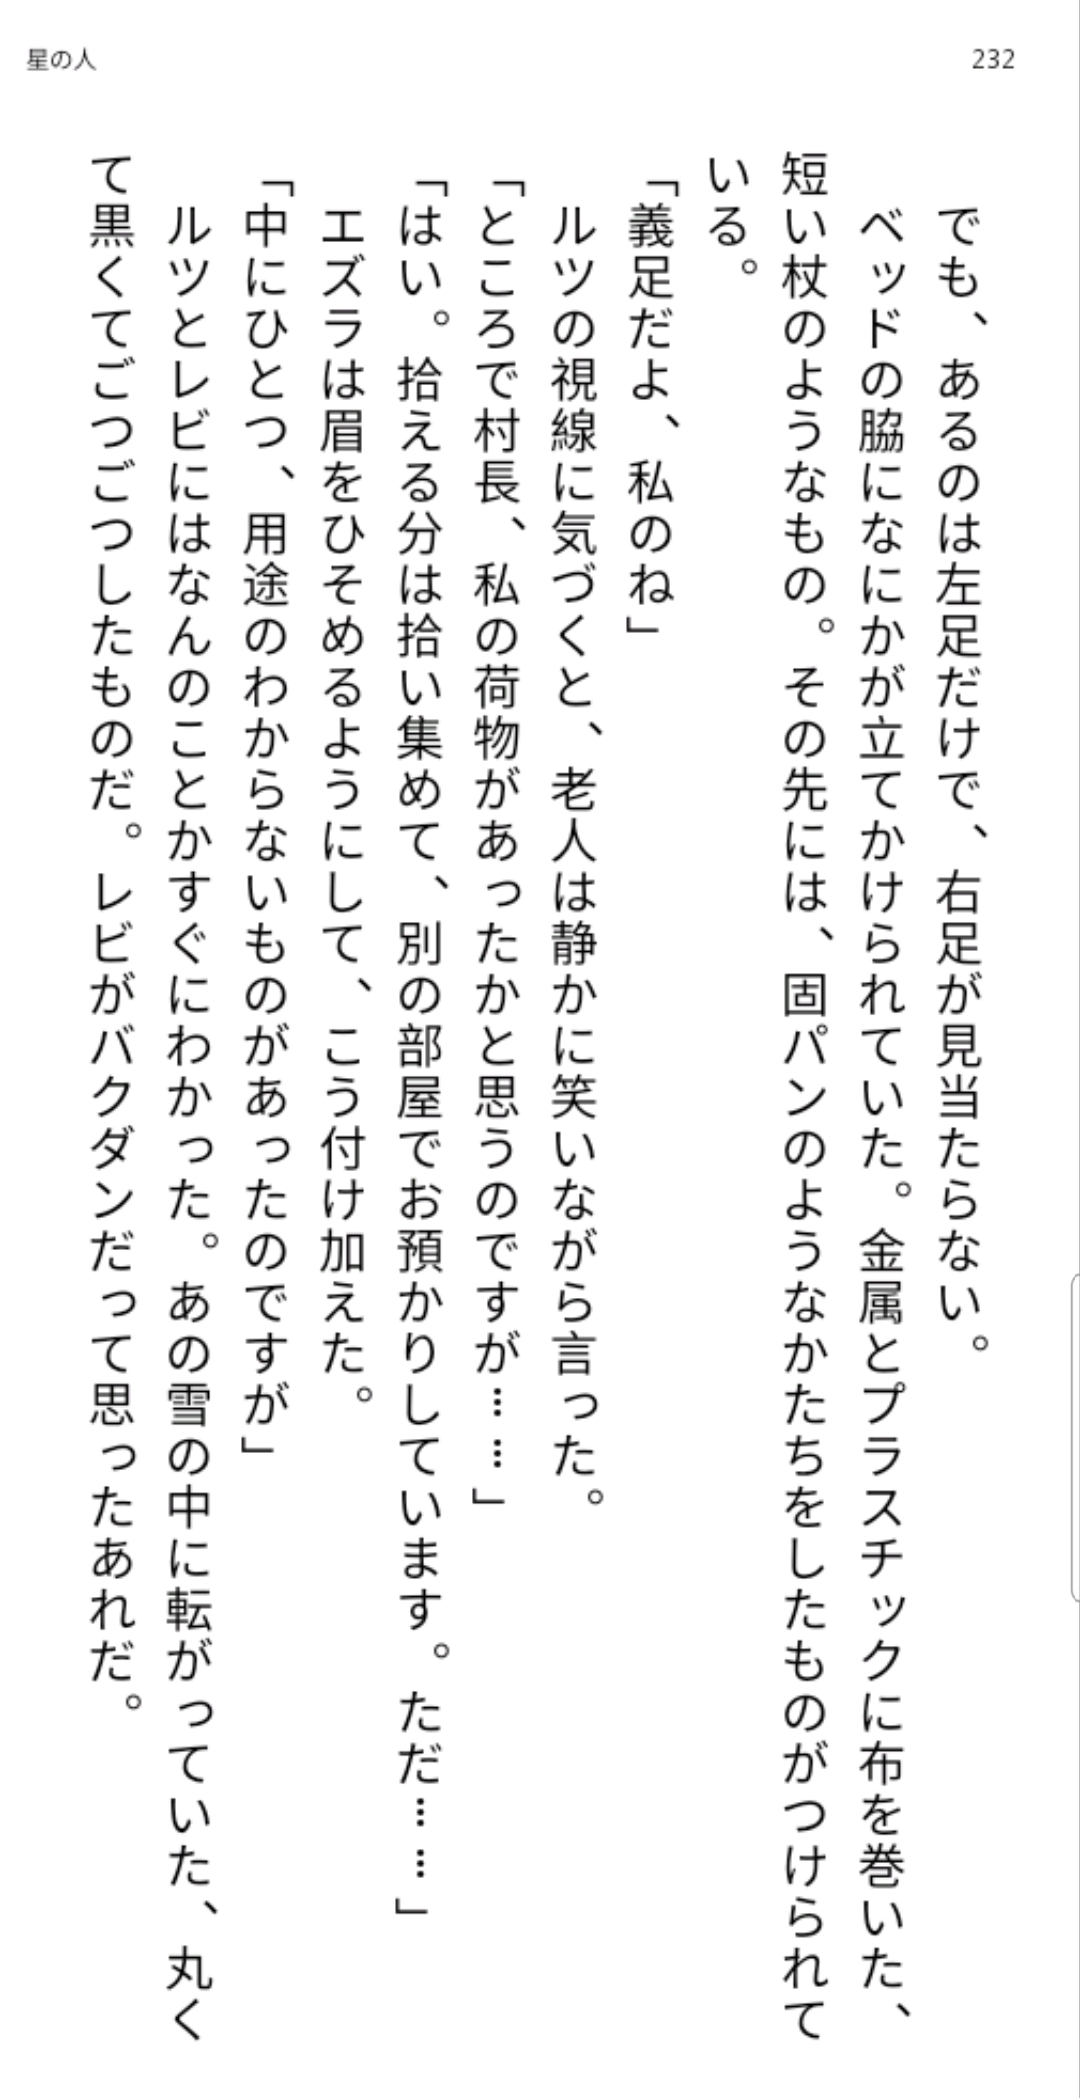 星の人
232
でも、あるのは左足だけで、右足が見当たらない。
ベッドの脇になにかが立てかけられていた。金属とプラスチックに布を巻いた、
短い杖のようなもの。その先には、固パンのようなかたちをしたものがつけられて
いる。
「義足だよ、私のね」
ルツの視線に気づくと、老人は静かに笑いながら言った。
「ところで村長、私の荷物があったかと思うのですが……」
「はい。拾える分は拾い集めて、別の部屋でお預かりしています。ただ……」
エズラは眉をひそめるようにして、こう付け加えた。
「中にひとつ、用途のわからないものがあったのですが」
ルツとレビにはなんのことかすぐにわかった。あの雪の中に転がっていた、丸く
て黒くてごつごつしたものだ。レビがバクダンだって思ったあれだ。